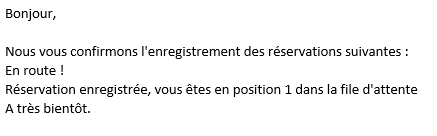 Bonjour,
Nous vous confirmons l'enregistrement des réservations suivantes :
En route !
Réservation enregistrée, vous êtes en position 1 dans la file d'attente
A très bientôt.